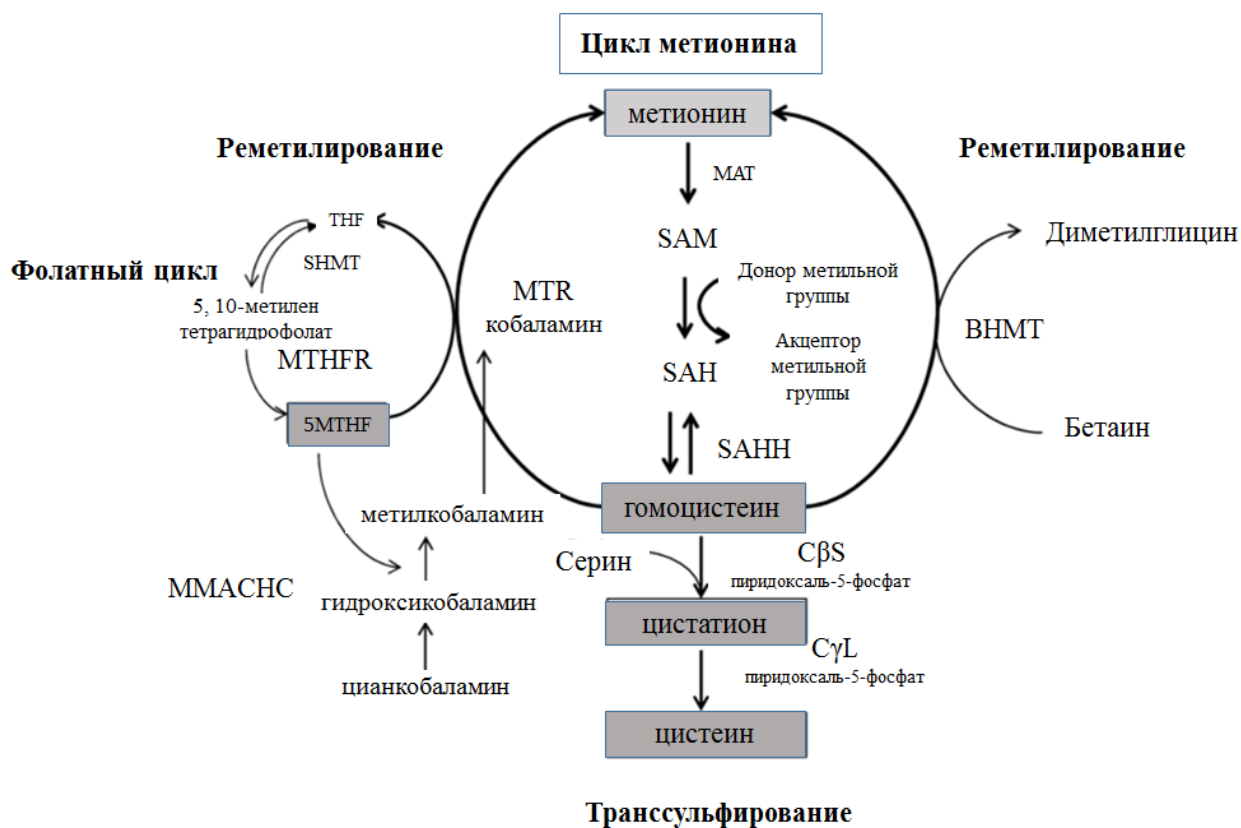 Цикл метионина
метионин
Реметилирование
Реметилирование
MAT
THF
SAM
Диметилглицин
SHMT
Фолатный цикл
Донор метильной
группы
5, 10-метилен
тетрагидрофолат
MTR
кобаламин
BHMT
MTHFR
Акцептор
метильной
группы
SAH
5MTHF
Бетаин
SAHH
гомоцистеин
метилкобаламин
Серин
CβS
пиридоксаль-5-фосфат
MMACHC
гидроксикобаламин
цистатион
CγL
пиридоксаль-5-фосфат
цианкобаламин
цистеин
Транссульфирование